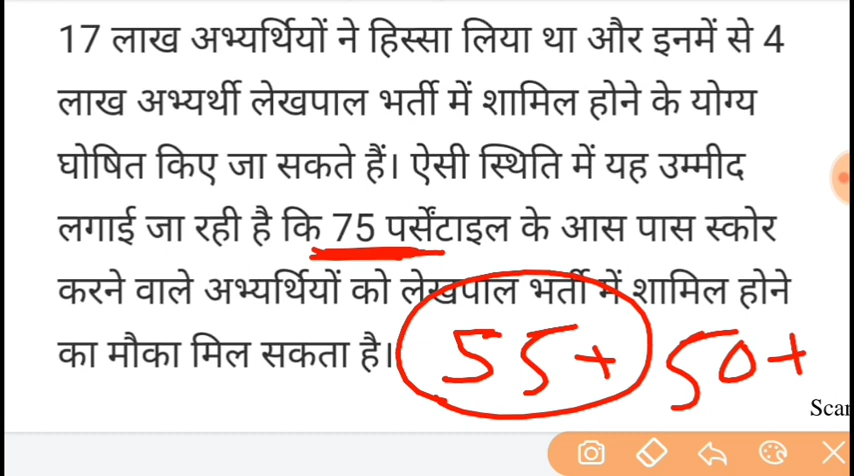 17 लाख अभ्यर्थियों ने हिस्सा लिया था और इनमें से 4
लाख अभ्यर्थी लेखपाल भर्ती में शामिल होने के योग्य
घोषित किए जा सकते हैं। ऐसी स्थिति में यह उम्मीद
लगाई जा रही है कि 75 पर्सेंटाइल के आस पास स्कोर
करने वाले अभ्यर्थियों को लेखपाल भर्ती में शामिल होने
का मौका मिल सकता है।
55+ 50+
Scar